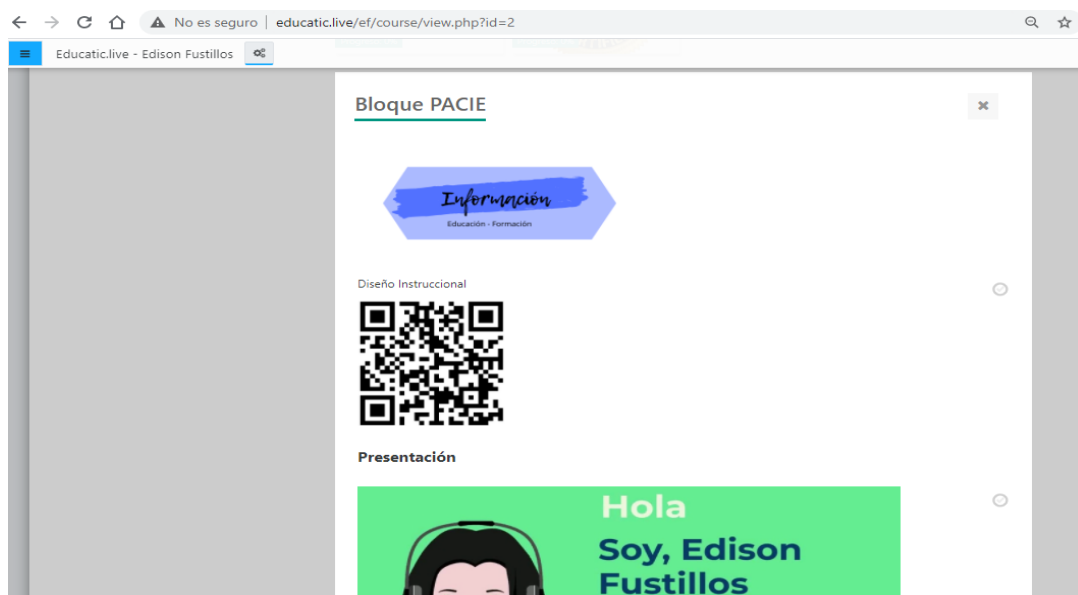 No es seguro | educatic.live/ef/course/view.php?id=2
Educatic.live - Edison Fustillos
Bloque PACIE
Información
Educación - Formación
Diseño Instruccional
Presentación
Hola
Soy, Edison
Fustillos